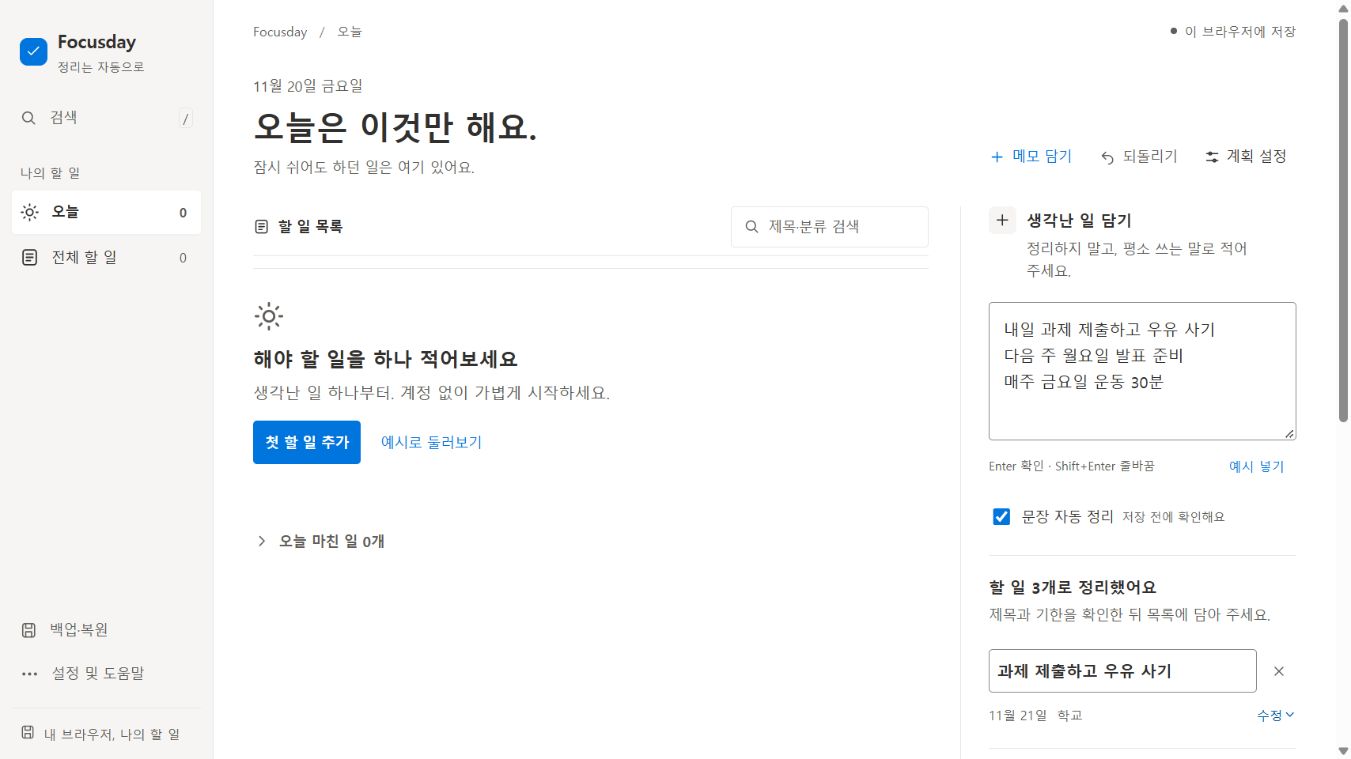 Focusday
정리는 자동으로
검색 /
나의 할 일
오늘 0
전체 할 일 0
백업·복원
설정 및 도움말
내 브라우저, 나의 할 일
Focusday / 오늘
이 브라우저에 저장
11월 20일 금요일
오늘은 이것만 해요.
잠시 쉬어도 하던 일은 여기 있어요.
메모 담기
되돌리기
계획 설정
할 일 목록
제목·분류 검색
해야 할 일을 하나 적어보세요
생각난 일 하나부터. 계정 없이 가볍게 시작하세요.
첫 할 일 추가
예시로 둘러보기
오늘 마친 일 0개
생각난 일 담기
정리하지 말고, 평소 쓰는 말로 적어
주세요.
내일 과제 제출하고 우유 사기
다음 주 월요일 발표 준비
매주 금요일 운동 30분
Enter 확인 · Shift+Enter 줄바꿈
예시 넣기
문장 자동 정리 저장 전에 확인해요
할 일 3개로 정리했어요
제목과 기한을 확인한 뒤 목록에 담아 주세요.
과제 제출하고 우유 사기
11월 21일 학교
수정